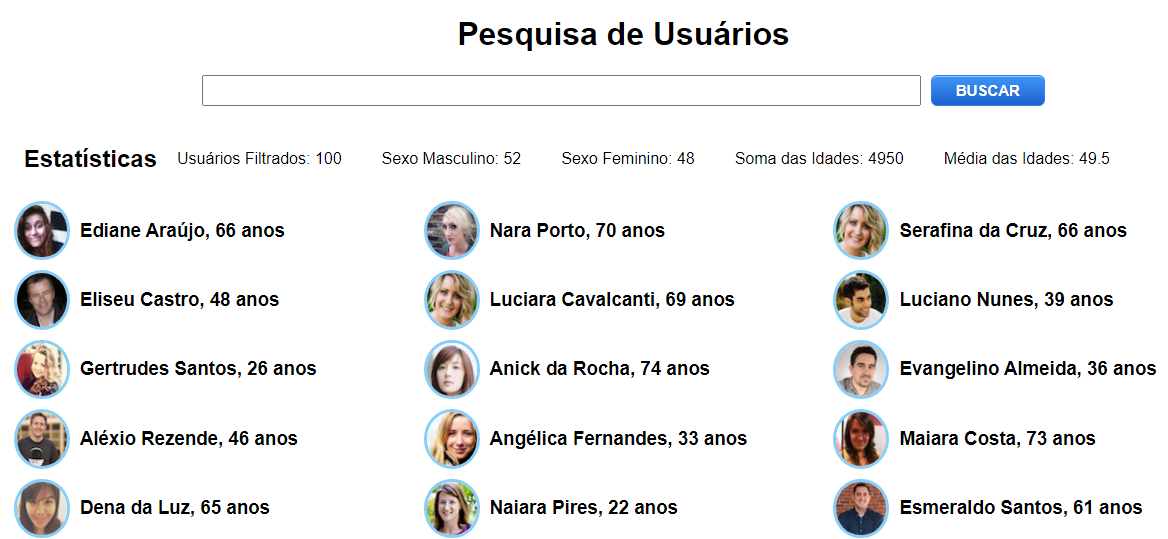 Pesquisa de Usuários
BUSCAR
Estatísticas Usuários Filtrados: 100 Sexo Masculino: 52 Sexo Feminino: 48 Soma das Idades: 4950 Média das Idades: 49.5
Ediane Araújo, 66 anos Nara Porto, 70 anos Serafina da Cruz, 66 anos
Eliseu Castro, 48 anos Luciara Cavalcanti, 69 anos Luciano Nunes, 39 anos
Gertrudes Santos, 26 anos Anick da Rocha, 74 anos Evangelino Almeida, 36 anos
Aléxio Rezende, 46 anos Angélica Fernandes, 33 anos Maiara Costa, 73 anos
Dena da Luz, 65 anos Naiara Pires, 22 anos Esmeraldo Santos, 61 anos